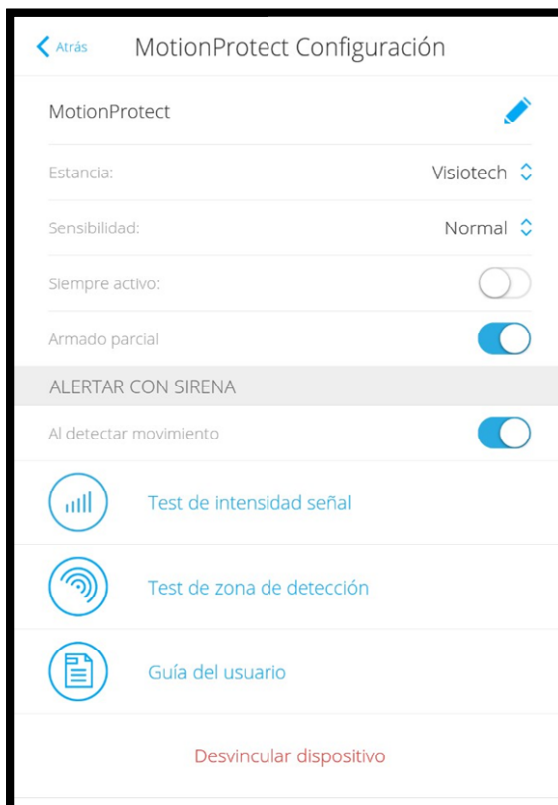 Atrás MotionProtect Configuración
MotionProtect
Estancia: Visiotech
Sensibilidad: Normal
Siempre activo:
Armado parcial
ALERTAR CON SIRENA
Al detectar movimiento
Test de intensidad señal
Test de zona de detección
Guía del usuario
Desvincular dispositivo